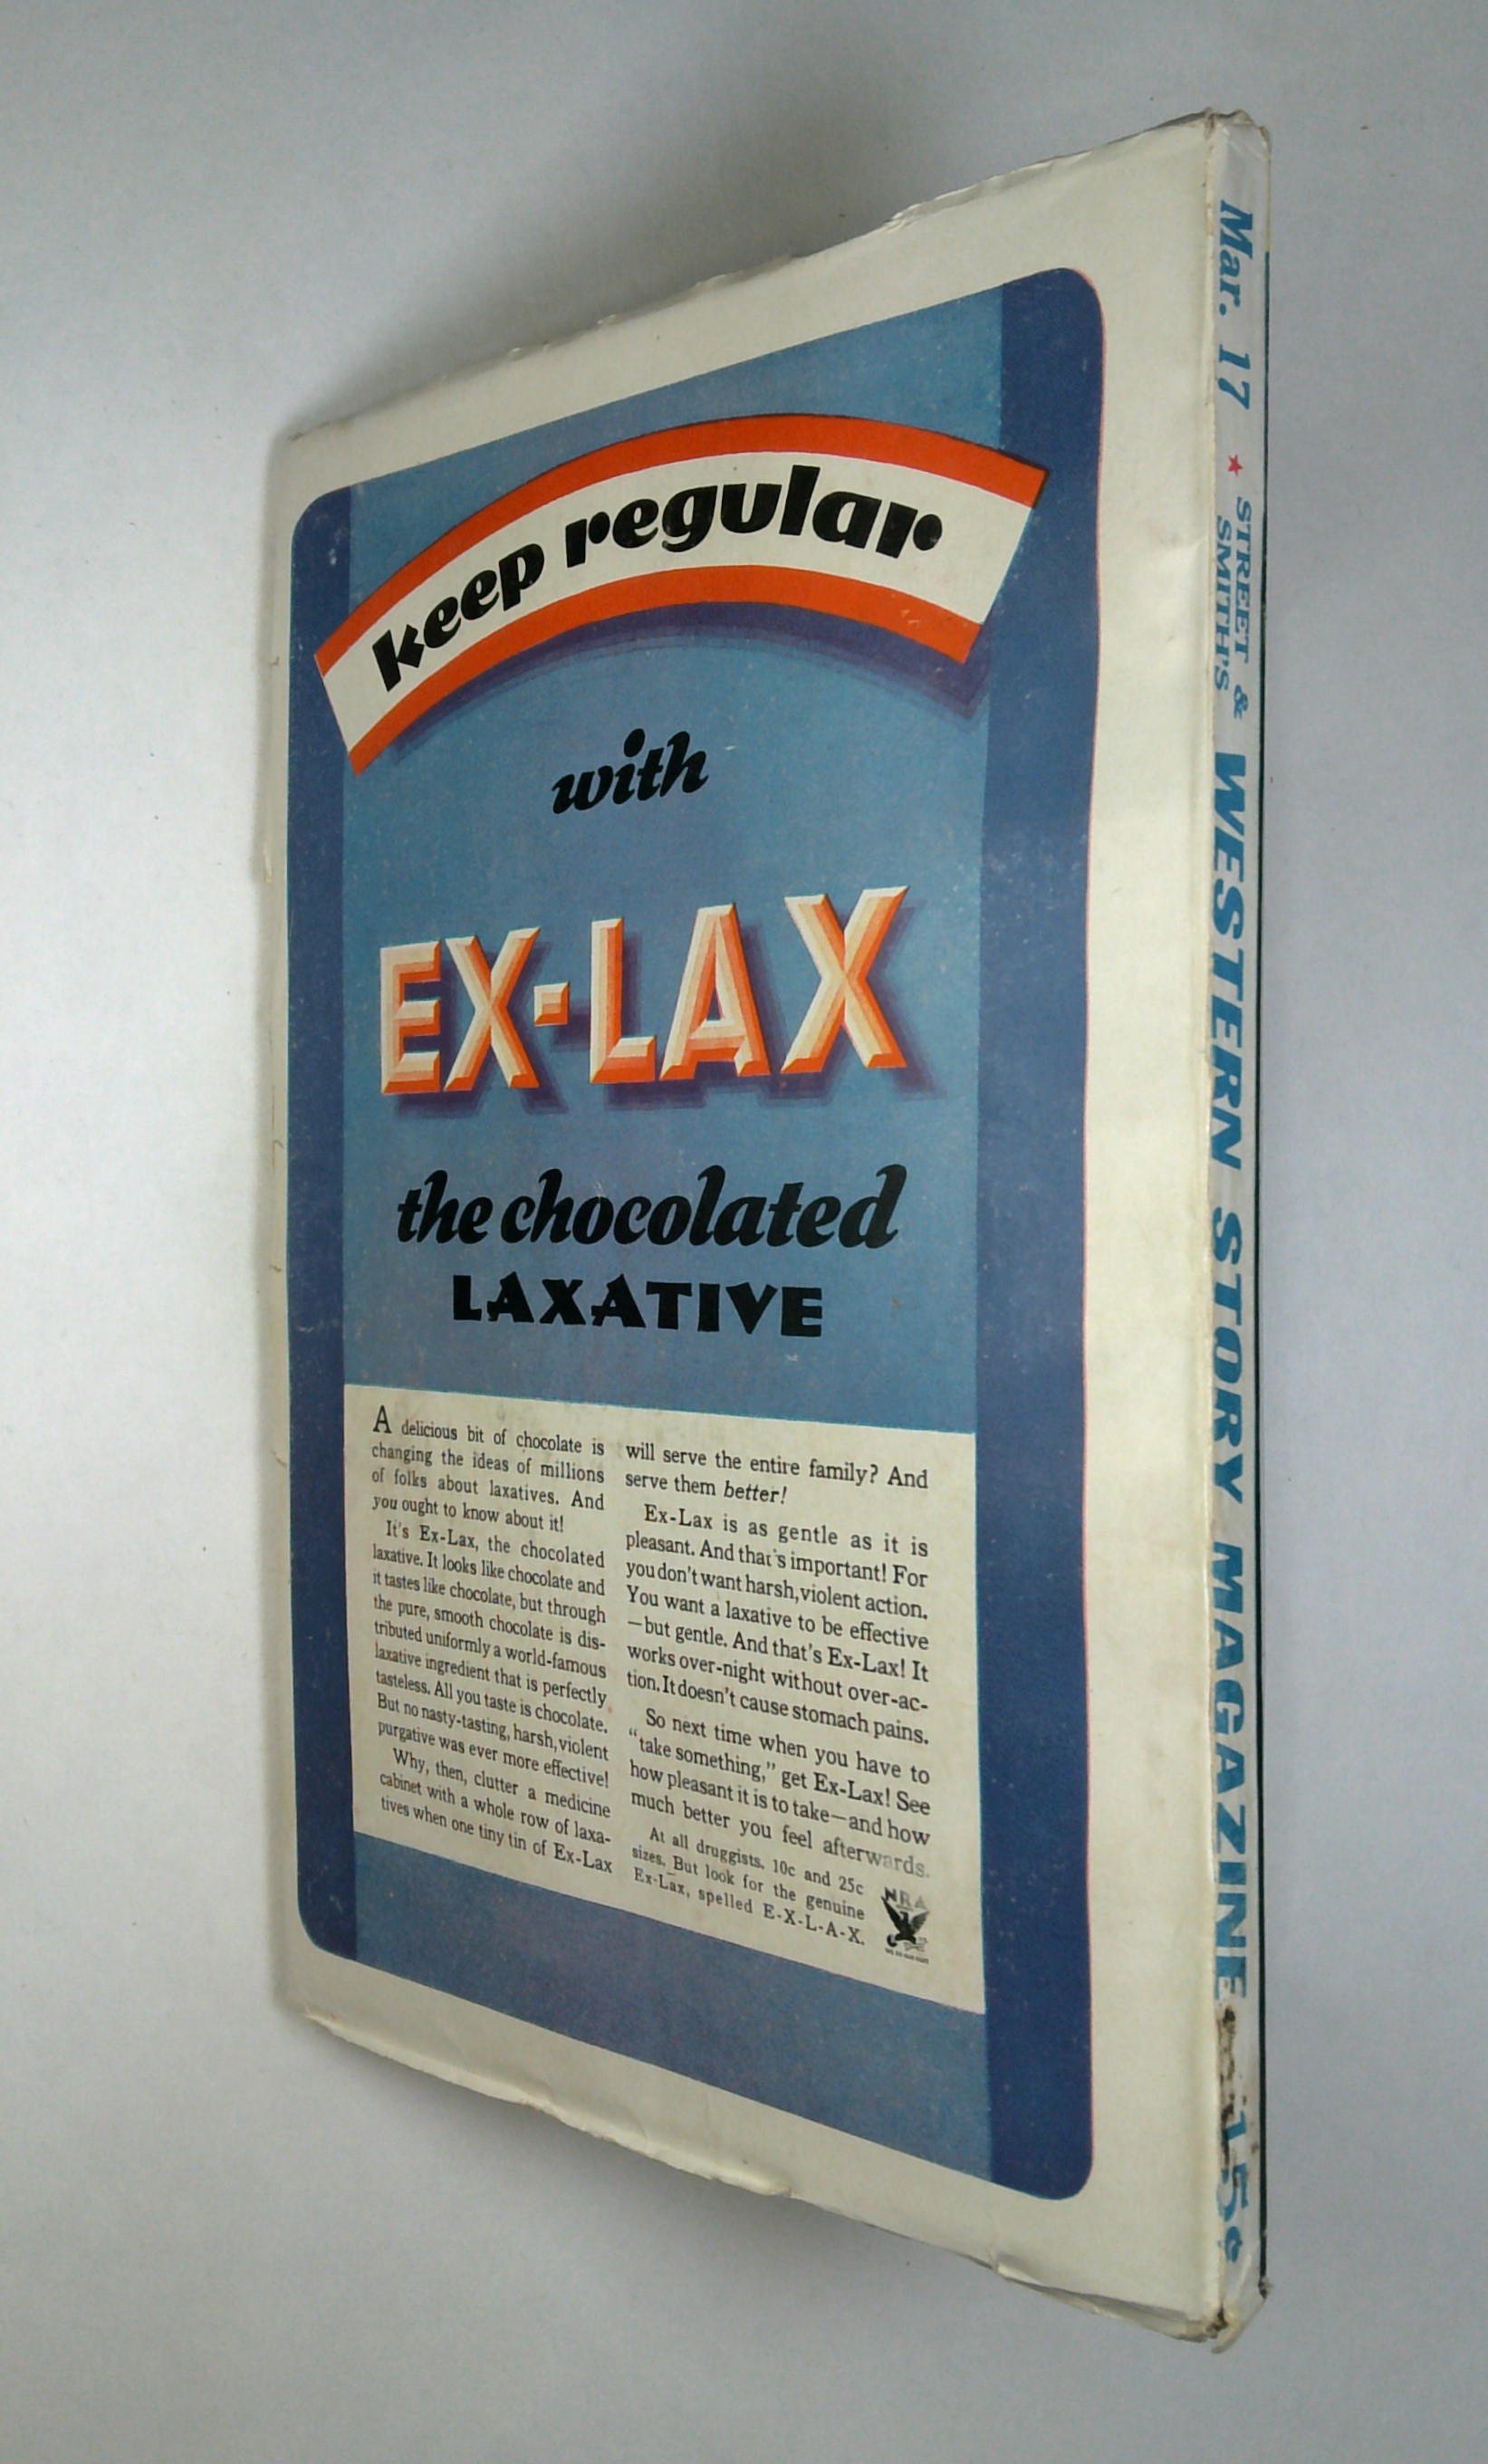 keep regular
with
EX-LAX
the chocolated
LAXATIVE
A delicious bit of chocolate is
changing the ideas of millions
of folks about laxatives. And
you ought to know about it!
It's Ex-Lax, the chocolated
laxative. It looks like chocolate and
it tastes like chocolate, but through
the pure, smooth chocolate is dis-
tributed uniformly a world-famous
laxative ingredient that is perfectly
tasteless. All you taste is chocolate.
But no nasty-tasting, harsh, violent
purgative was ever more effective!
Why, then, clutter a medicine
cabinet with a whole row of laxa-
tives when one tiny tin of Ex-Lax
will serve the entire family? And
serve them better!
Ex-Lax is as gentle as it is
pleasant. And that's important! For
you don't want harsh, violent action.
You want a laxative to be effective
—but gentle. And that's Ex-Lax! It
works over-night without over-ac-
tion. It doesn't cause stomach pains.
So next time when you have to
"take something," get Ex-Lax! See
how pleasant it is to take—and how
much better you feel afterwards.
At all druggists. 10c and 25c
sizes. But look for the genuine
Ex-Lax, spelled E-X-L-A-X.
NRA
Mar. 17 ★ STREET &
SMITH'S
WESTERN STORY MAGAZINE
15¢